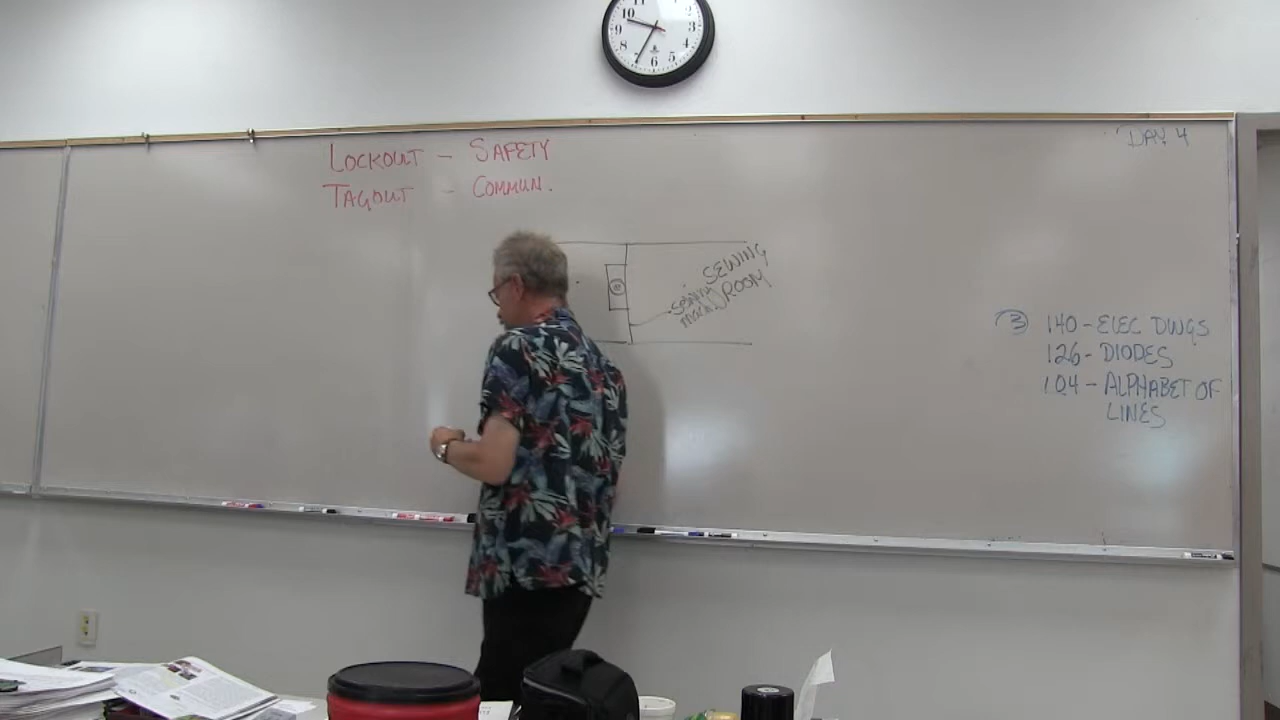 LOCKOUT - SAFETY
TAGOUT - COMMUN.
DAY 4
SEWING
ROOM
③ 140 - ELEC DWGS
126 - DIODES
104 - ALPHABET OF
LINES